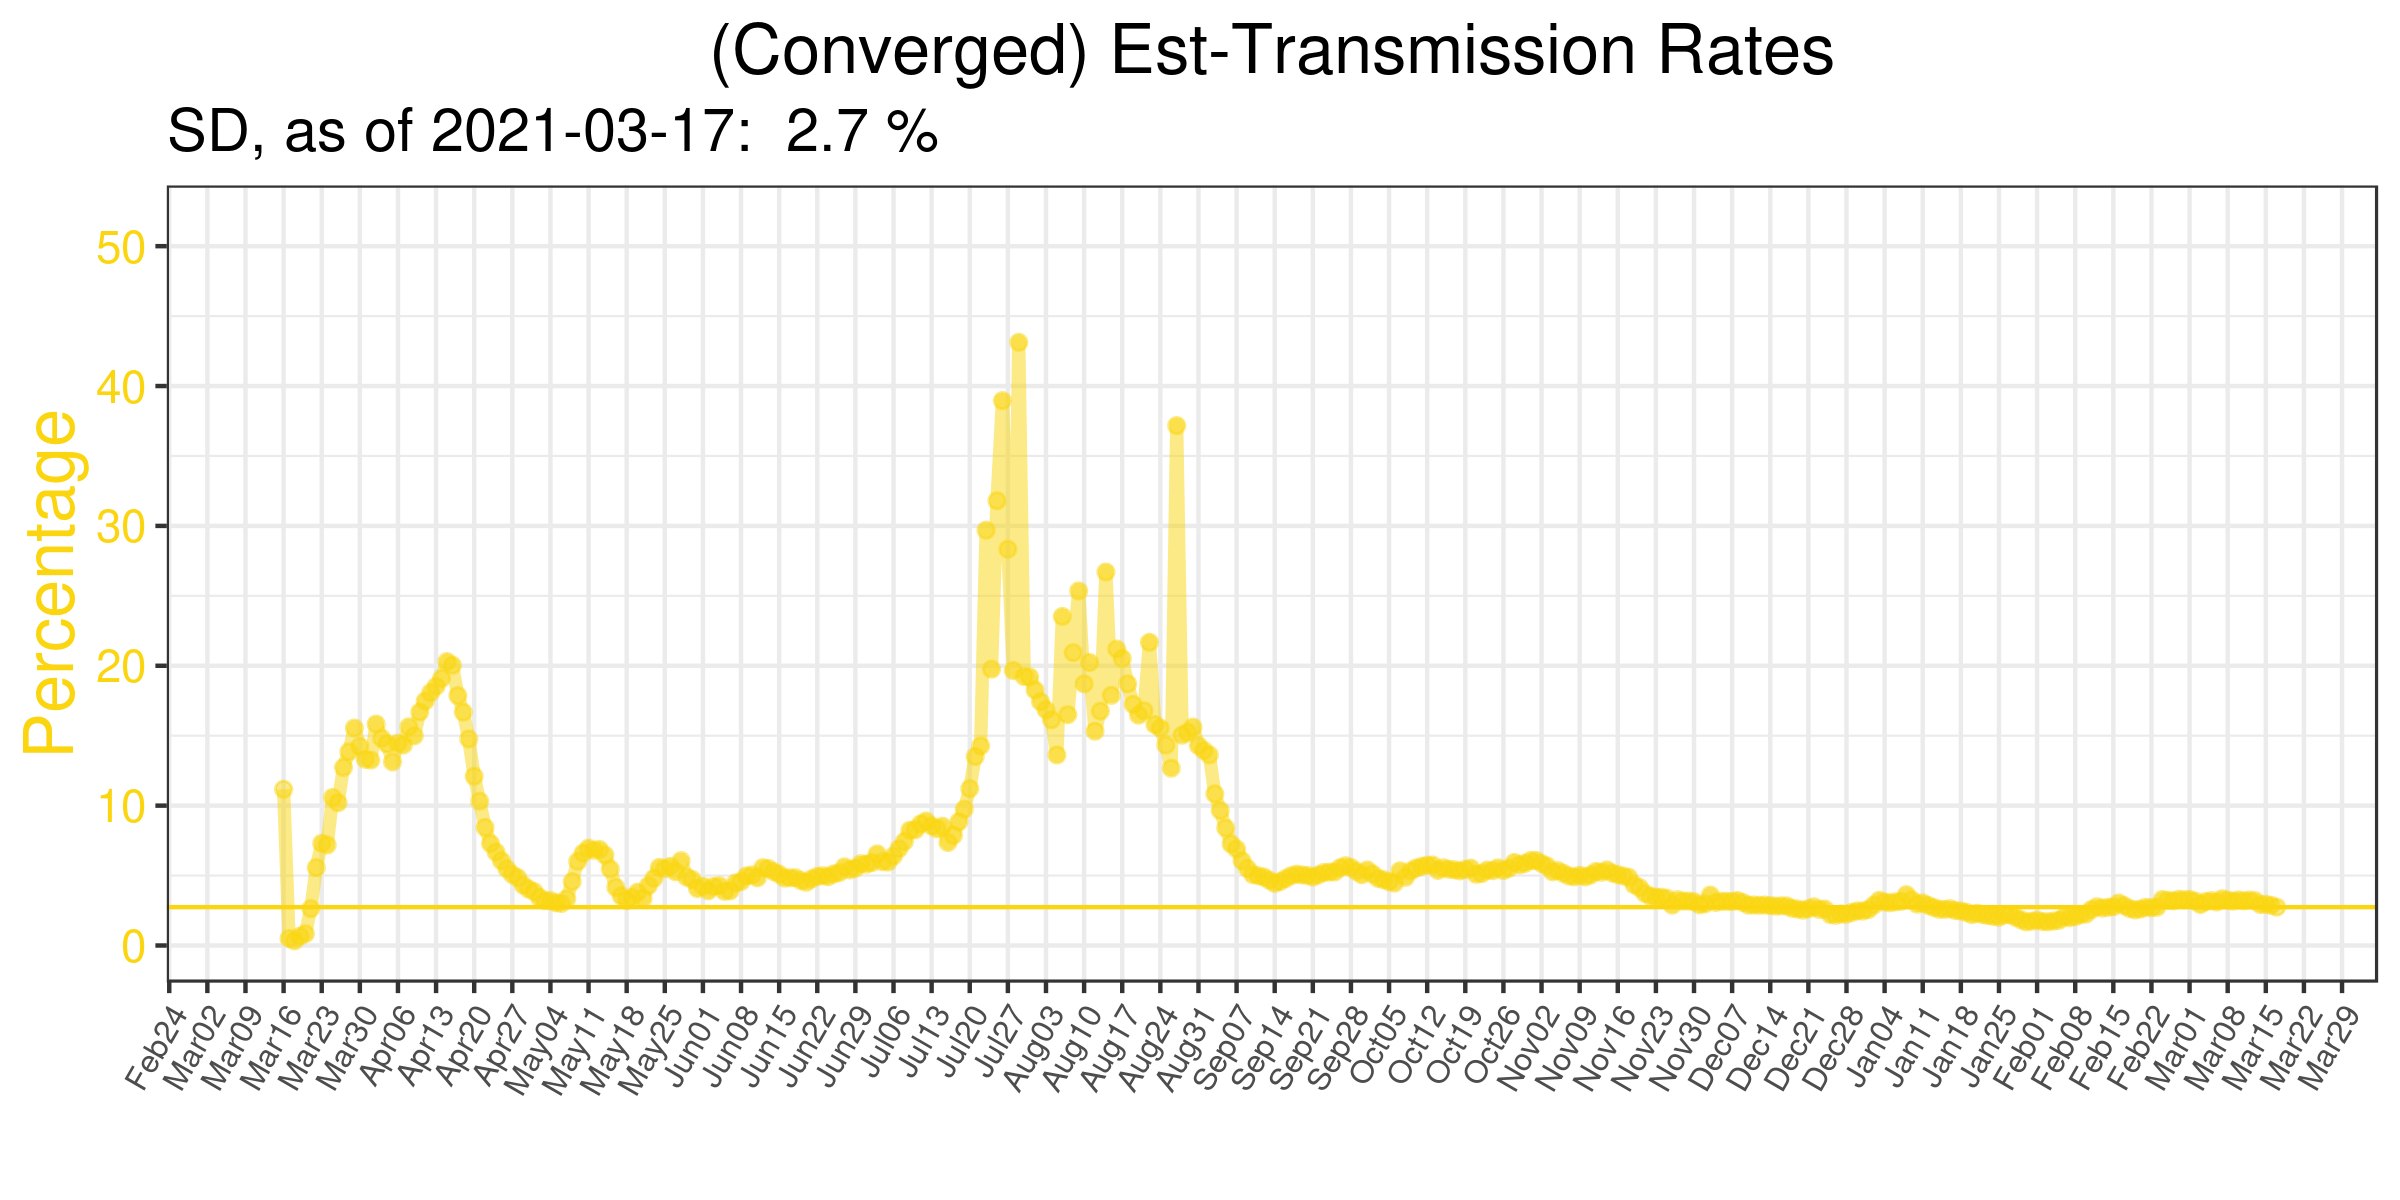 (Converged) Est-Transmission Rates
SD, as of 2021-03-17:  2.7 %
Percentage
50
40
30
20
10
0
Feb24
Mar02
Mar09
Mar16
Mar23
Mar30
Apr06
Apr13
Apr20
Apr27
May04
May11
May18
May25
Jun01
Jun08
Jun15
Jun22
Jun29
Jul06
Jul13
Jul20
Jul27
Aug03
Aug10
Aug17
Aug24
Aug31
Sep07
Sep14
Sep21
Sep28
Oct05
Oct12
Oct19
Oct26
Nov02
Nov09
Nov16
Nov23
Nov30
Dec07
Dec14
Dec21
Dec28
Jan04
Jan11
Jan18
Jan25
Feb01
Feb08
Feb15
Feb22
Mar01
Mar08
Mar15
Mar22
Mar29